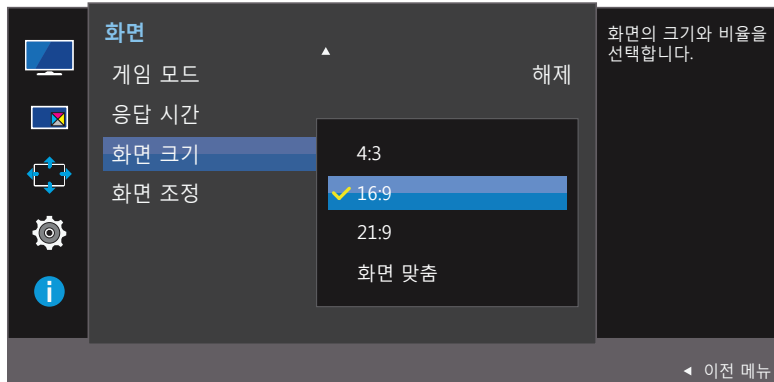 화면
게임 모드
해제
응답 시간
화면 크기
화면 조정
4:3
16:9
21:9
화면 맞춤
화면의 크기와 비율을
선택합니다.
이전 메뉴